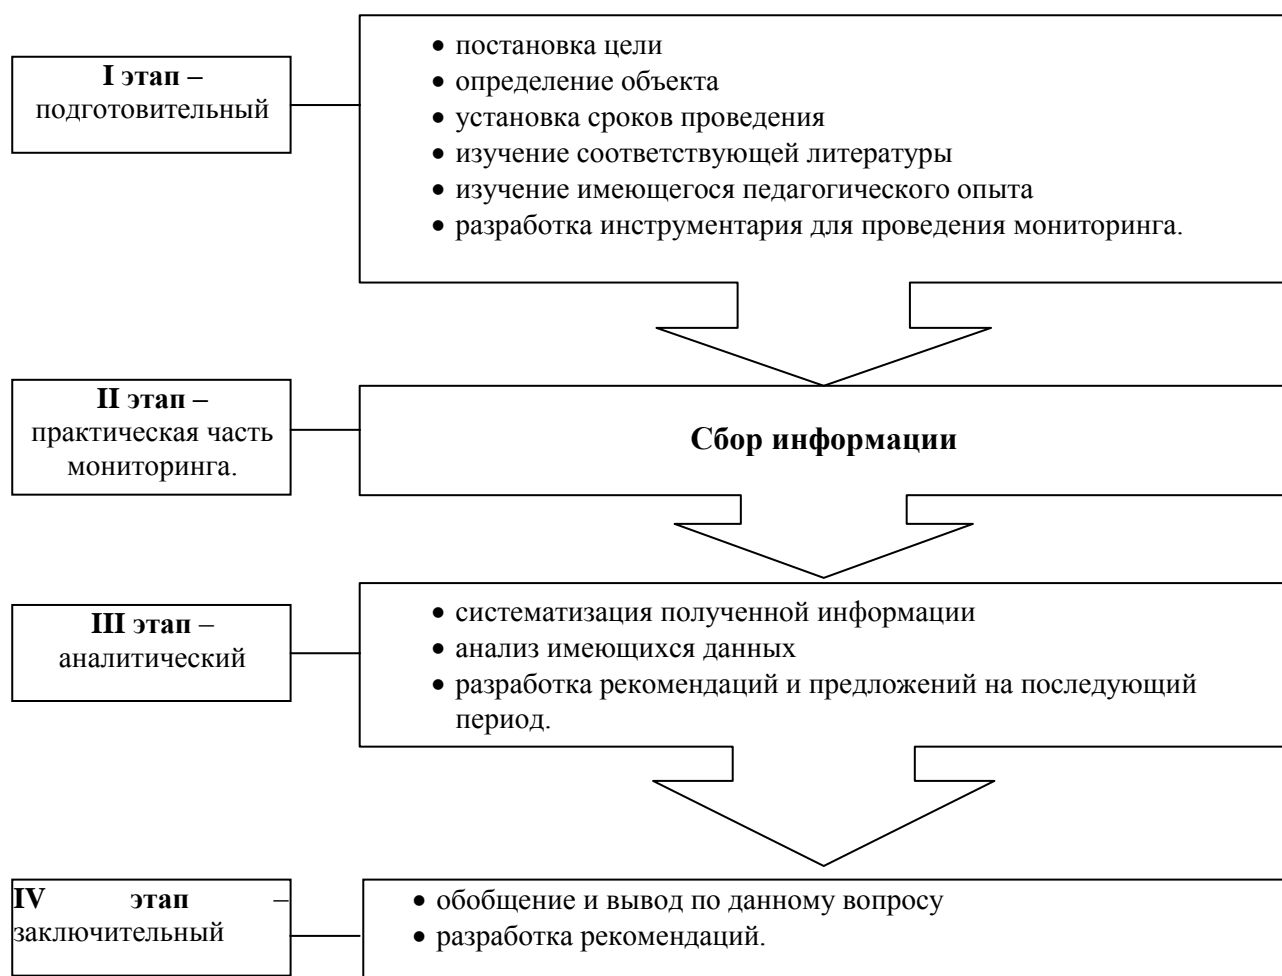 I этап –
подготовительный
• постановка цели
• определение объекта
• установка сроков проведения
• изучение соответствующей литературы
• изучение имеющегося педагогического опыта
• разработка инструментария для проведения мониторинга.
II этап –
практическая часть
мониторинга.
Сбор информации
III этап –
аналитический
• систематизация полученной информации
• анализ имеющихся данных
• разработка рекомендаций и предложений на последующий
период.
IV этап –
заключительный
• обобщение и вывод по данному вопросу
• разработка рекомендаций.